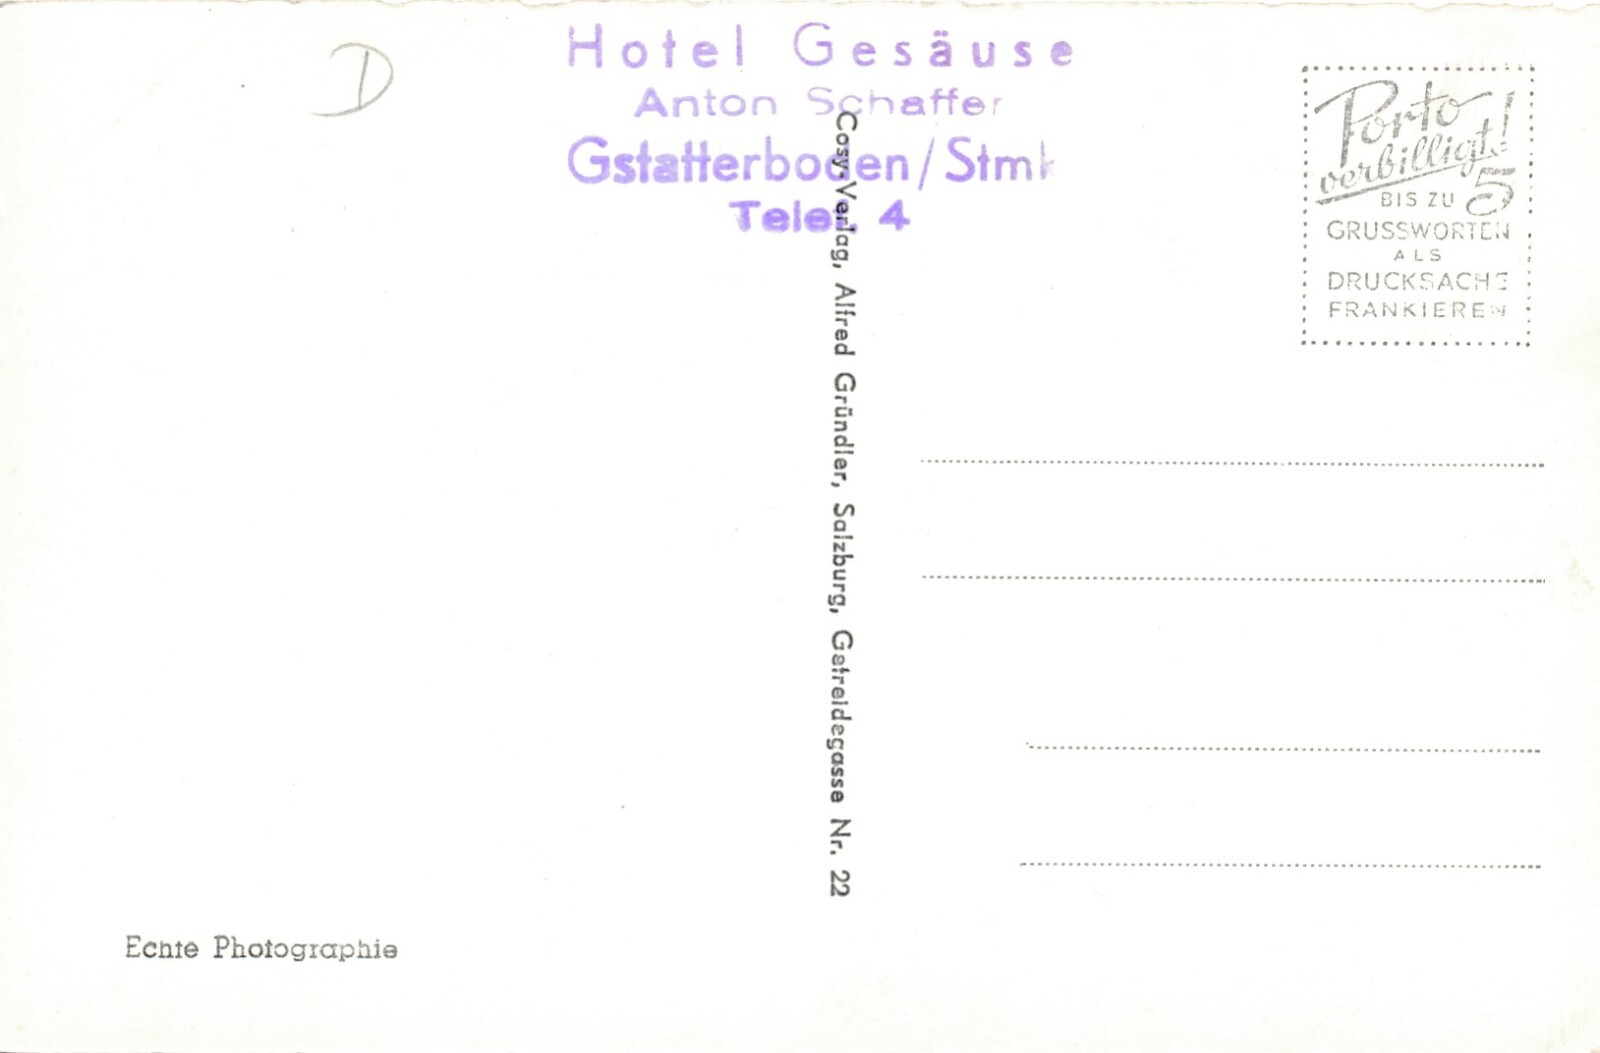 D
Hotel Gesäuse
Anton Schaffer
Gstatterboden/Stmk
Telef. 4
Porto
verbilligt!
BIS ZU 5
GRUSSWORTEN
ALS
DRUCKSACHE
FRANKIEREN
Cosy-Verlag, Alfred Gründler, Salzburg, Getreidegasse Nr. 22
Echte Photographie